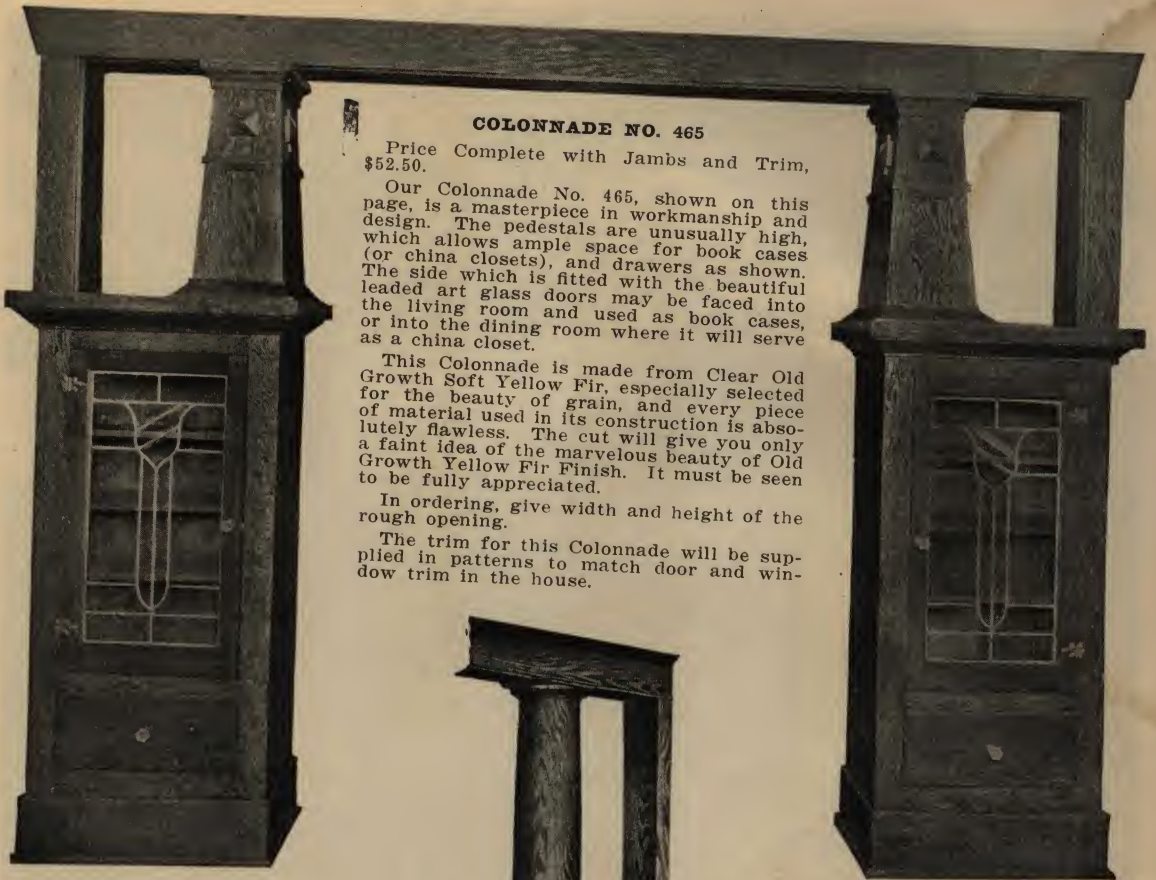 COLONNADE NO. 465
Price Complete with Jambs and Trim,
$52.50.
Our Colonnade No. 465, shown on this
page, is a masterpiece in workmanship and
design. The pedestals are unusually high,
which allows ample space for book cases
(or china closets), and drawers as shown.
The side which is fitted with the beautiful
leaded art glass doors may be faced into
the living room and used as book cases,
or into the dining room where it will serve
as a china closet.
This Colonnade is made from Clear Old
Growth Soft Yellow Fir, especially selected
for the beauty of grain, and every piece
of material used in its construction is abso-
lutely flawless. The cut will give you only
a faint idea of the marvelous beauty of Old
Growth Yellow Fir Finish. It must be seen
to be fully appreciated.
In ordering, give width and height of the
rough opening.
The trim for this Colonnade will be sup-
plied in patterns to match door and win-
dow trim in the house.